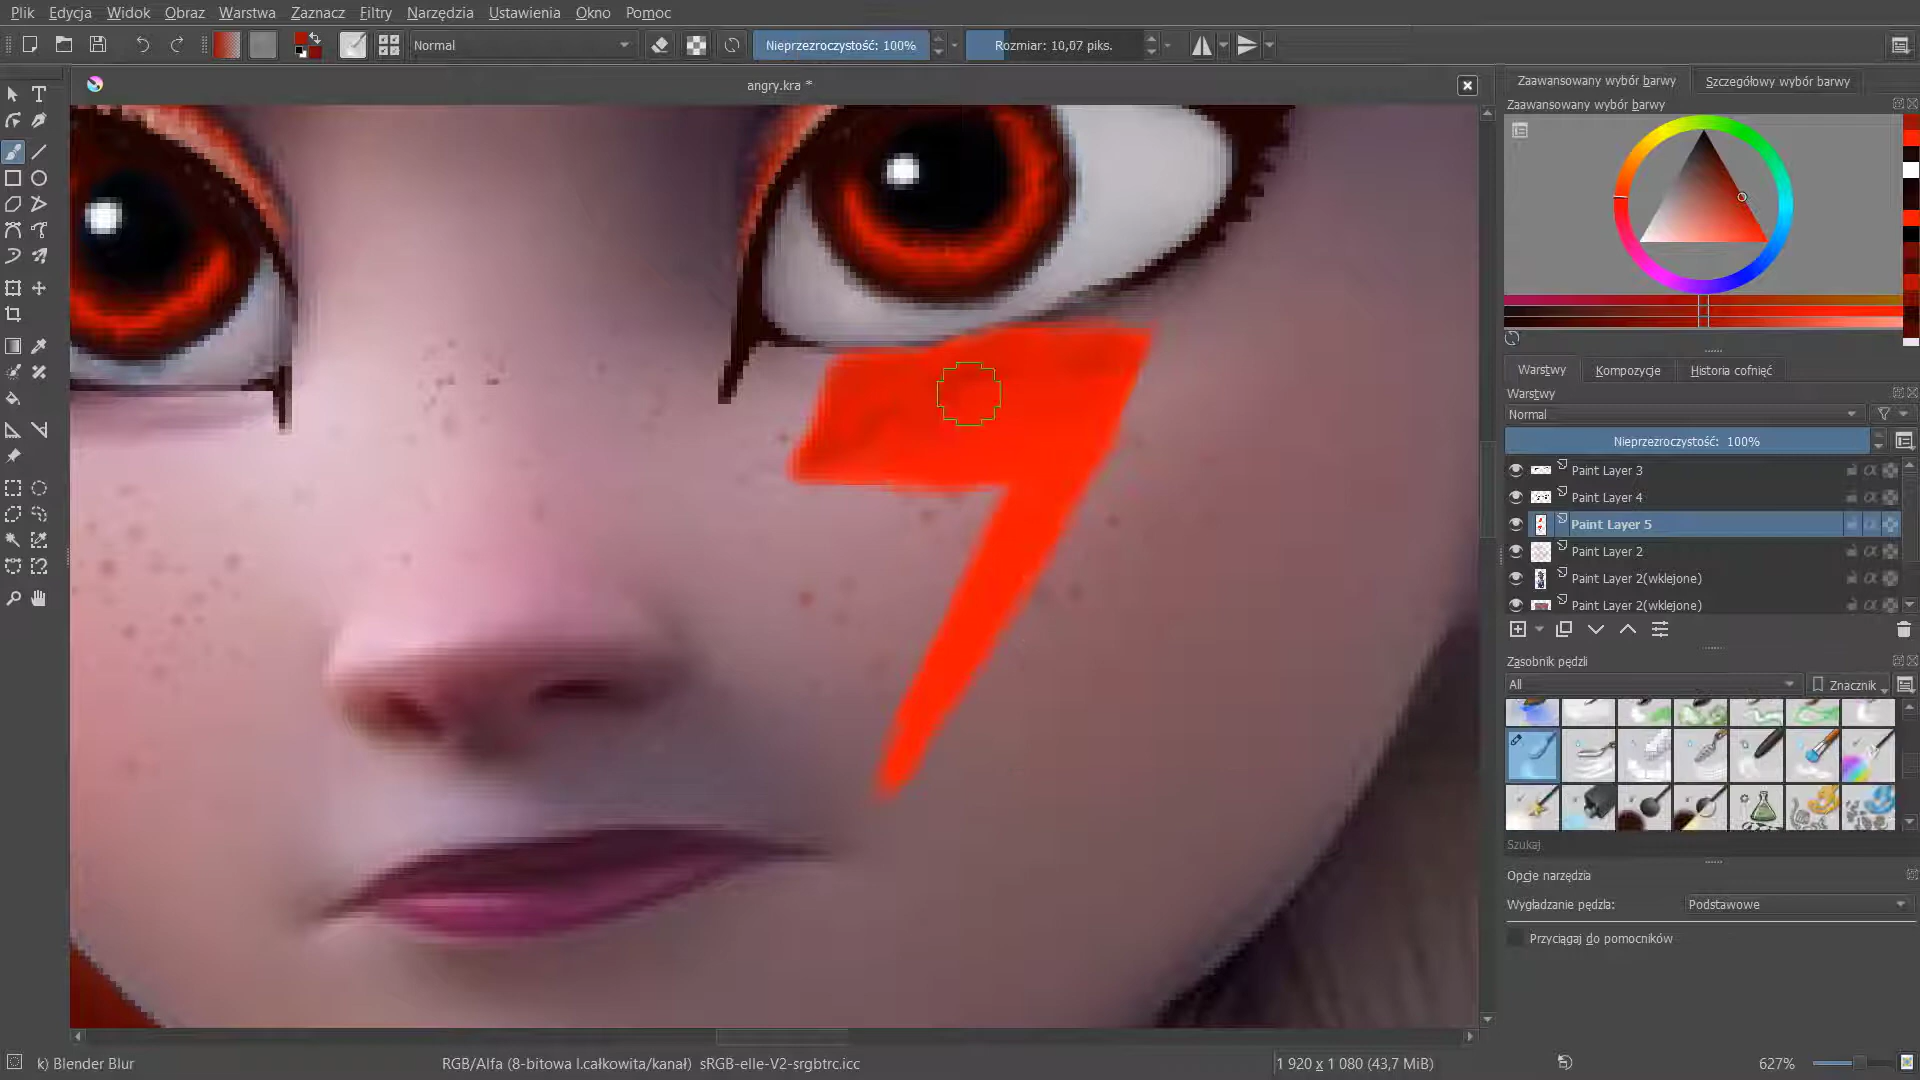 Plik Edycja Widok Obraz Warstwa Zaznacz Filtry Narzędzia Ustawienia Okno Pomoc
Normal
Nieprzezroczystość: 100%
Rozmiar: 10,07 piks.
angry.kra *
Zaawansowany wybór barwy
Szczegółowy wybór barwy
Zaawansowany wybór barwy
Warstwy
Kompozycje
Historia cofnięć
Warstwy
Normal
Nieprzezroczystość: 100%
Paint Layer 3
Paint Layer 4
Paint Layer 5
Paint Layer 2
Paint Layer 2(wklejone)
Paint Layer 2(wklejone)
Zasobnik pędzli
All
Znacznik
Szukaj
Opcje narzędzia
Wygładzanie pędzla:
Podstawowe
Przyciągaj do pomocników
k) Blender Blur
RGB/Alfa (8-bitowa l.całkowita/kanał) sRGB-elle-V2-srgbtrc.icc
1 920 x 1 080 (43,7 MiB)
627%